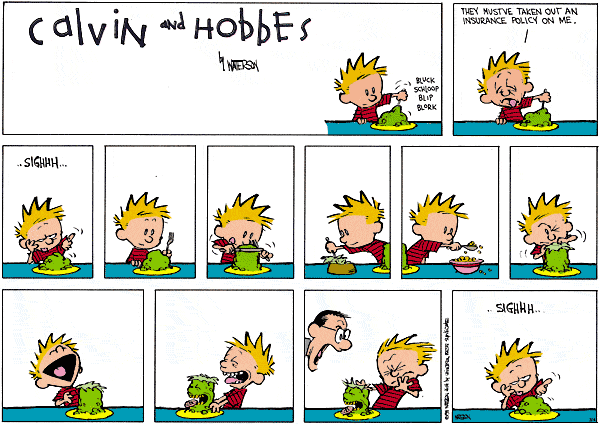 Calvin and HOBBES
by WATTERSON
BLUCK
SCHLOOP
BLIP
BLORK
THEY MUST'VE TAKEN OUT AN
INSURANCE POLICY ON ME.
..SIGHHH...
..SIGHHH...